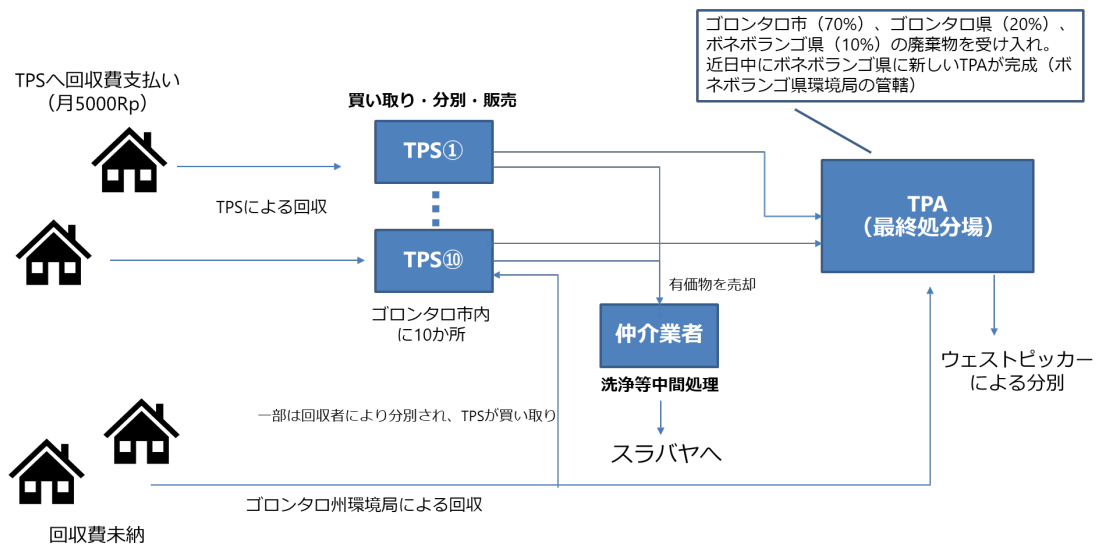 ゴロンタロ市（70%）、ゴロンタロ県（20%）、
ボネボランゴ県（10%）の廃棄物を受け入れ。
近日中にボネボランゴ県に新しいTPAが完成（ボ
ネボランゴ県環境局の管轄）
TPSへ回収費支払い
（月5000Rp）
買い取り・分別・販売
TPS①
TPSによる回収
TPS⑩
ゴロンタロ市内
に10か所
TPA
（最終処分場）
有価物を売却
仲介業者
洗浄等中間処理
スラバヤへ
ウェストピッカー
による分別
一部は回収者により分別され、TPSが買い取り
ゴロンタロ州環境局による回収
回収費未納